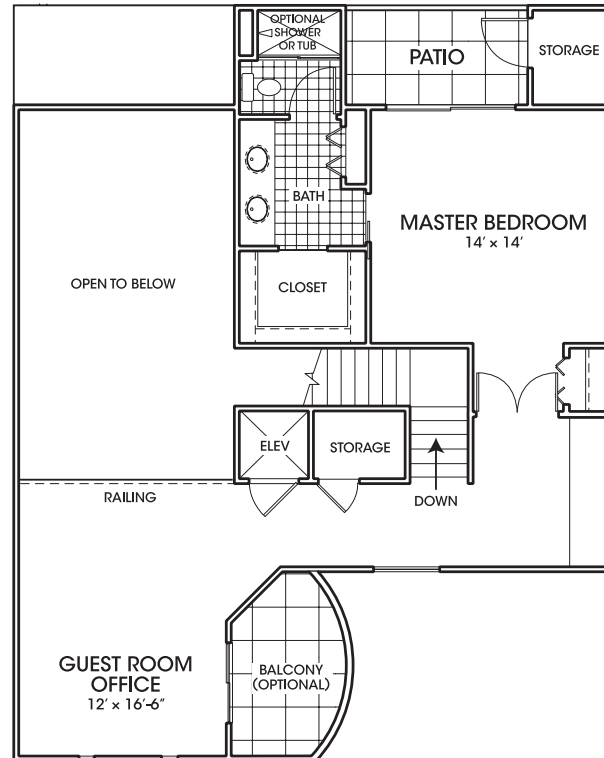 OPTIONAL
SHOWER
OR TUB
PATIO
STORAGE
BATH
MASTER BEDROOM
14' × 14'
OPEN TO BELOW
CLOSET
ELEV
STORAGE
RAILING
DOWN
GUEST ROOM
OFFICE
12' × 16'-6"
BALCONY
(OPTIONAL)